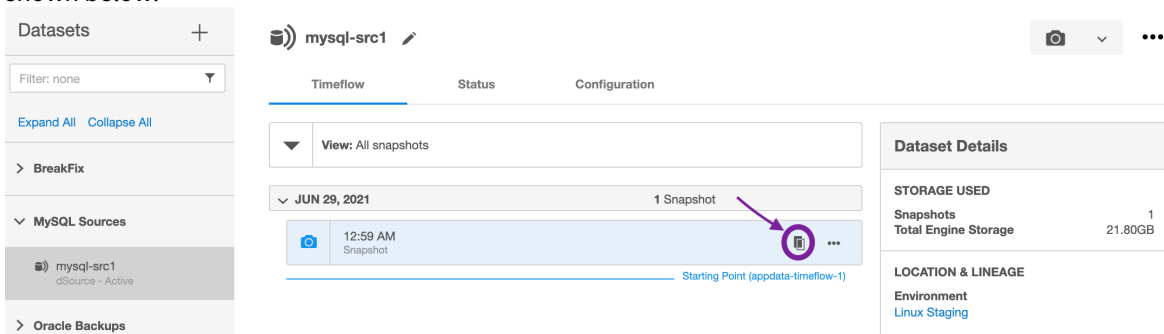 shown below:
Datasets
Filter: none
Expand All Collapse All
BreakFix
MySQL Sources
mysql-src1
dSource - Active
Oracle Backups
mysql-src1
Timeflow Status Configuration
View: All snapshots
JUN 29, 2021 1 Snapshot
12:59 AM
Snapshot
Starting Point (appdata-timeflow-1)
Dataset Details
STORAGE USED
Snapshots 1
Total Engine Storage 21.80GB
LOCATION & LINEAGE
Environment
Linux Staging